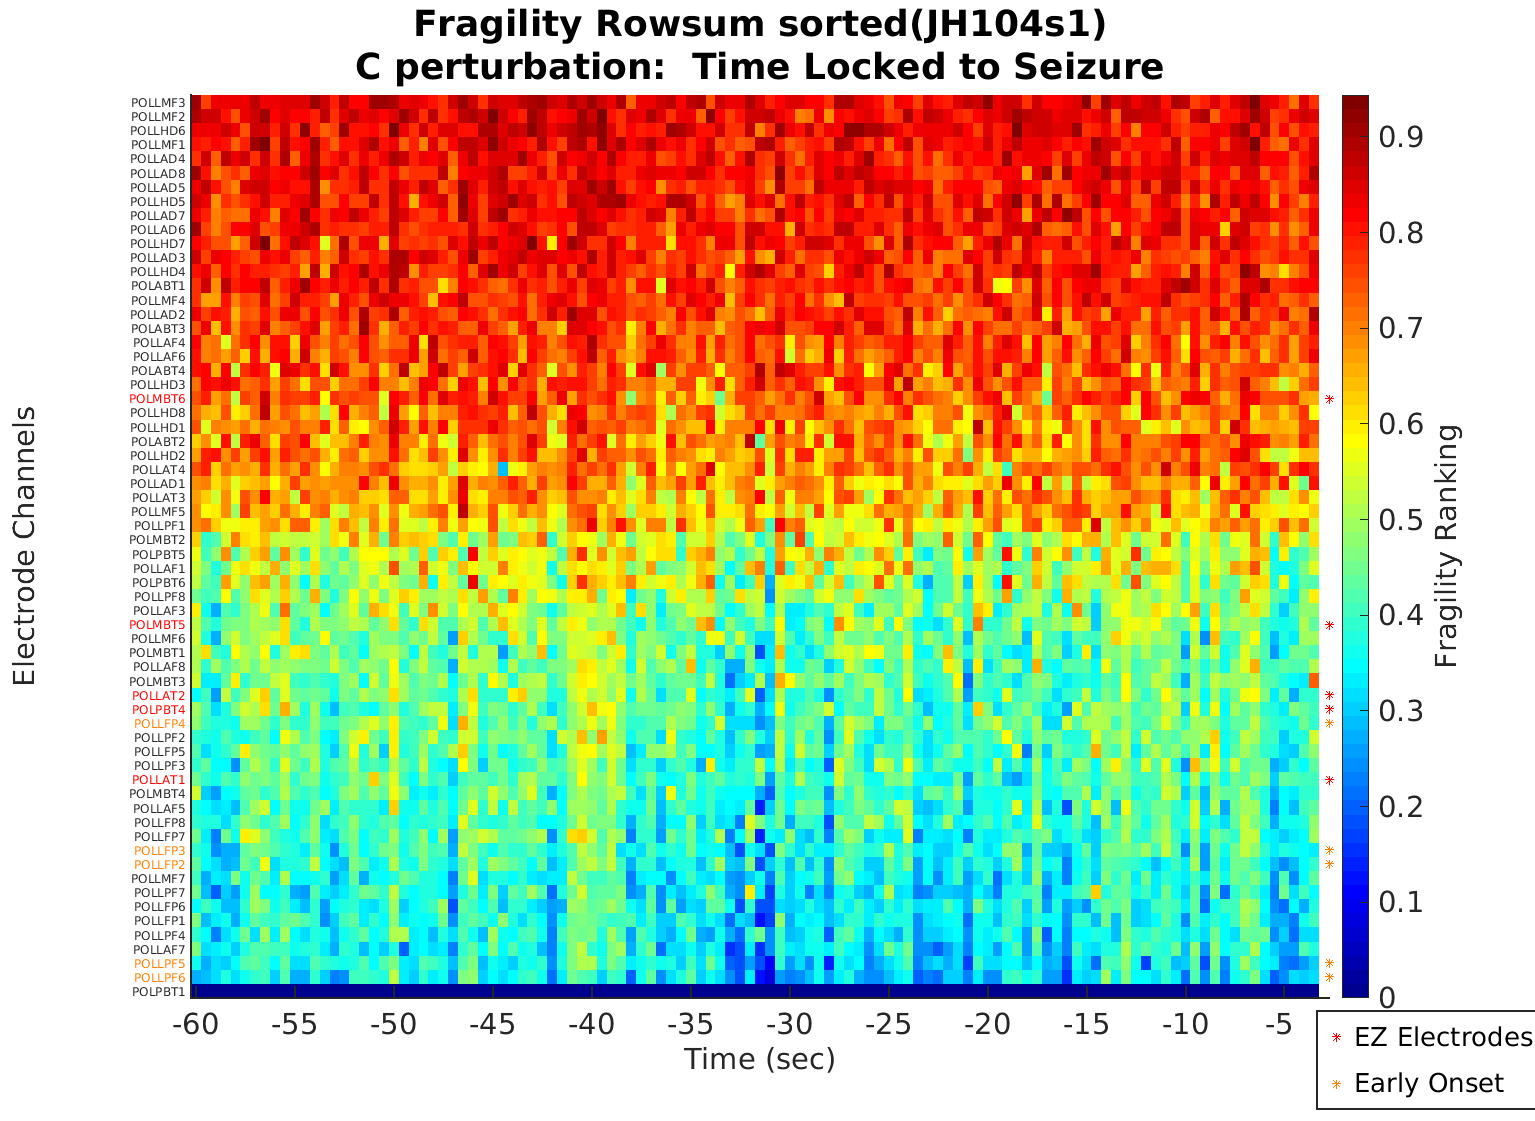 Fragility Rowsum sorted(JH104s1)
C perturbation:  Time Locked to Seizure
Electrode Channels
POLLMF3
POLLMF2
POLLHD6
POLLMF1
POLLAD4
POLLAD8
POLLAD5
POLLHD5
POLLAD7
POLLAD6
POLLHD7
POLLAD3
POLLHD4
POLABT1
POLLMF4
POLLAD2
POLABT3
POLLAF4
POLLAF6
POLABT4
POLLHD3
POLMBT6
POLLHD8
POLLHD1
POLABT2
POLLHD2
POLLAT4
POLLAD1
POLLAT3
POLLMF5
POLLPF1
POLMBT2
POLPBT5
POLLAF1
POLPBT6
POLLPF8
POLLAF3
POLMBT5
POLLMF6
POLMBT1
POLLAF8
POLMBT3
POLLAT2
POLPBT4
POLLFP4
POLLPF2
POLLFP5
POLLPF3
POLLAT1
POLMBT4
POLLAF5
POLLFP8
POLLFP7
POLLFP3
POLLFP2
POLLMF7
POLLPF7
POLLFP6
POLLFP1
POLLPF4
POLLAF7
POLLPF5
POLLPF6
POLPBT1
-60 -55 -50 -45 -40 -35 -30 -25 -20 -15 -10 -5
Time (sec)
0.9
0.8
0.7
0.6
0.5
0.4
0.3
0.2
0.1
0
Fragility Ranking
EZ Electrodes
Early Onset